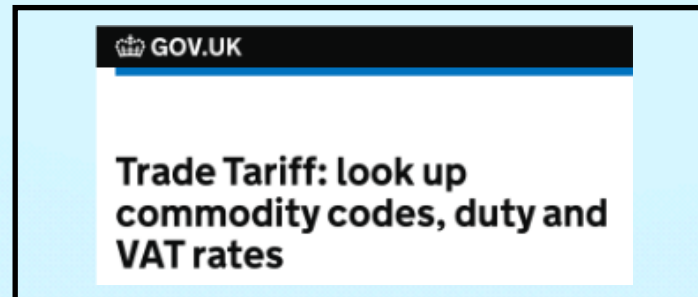 GOV.UK
Trade Tariff: look up
commodity codes, duty and
VAT rates